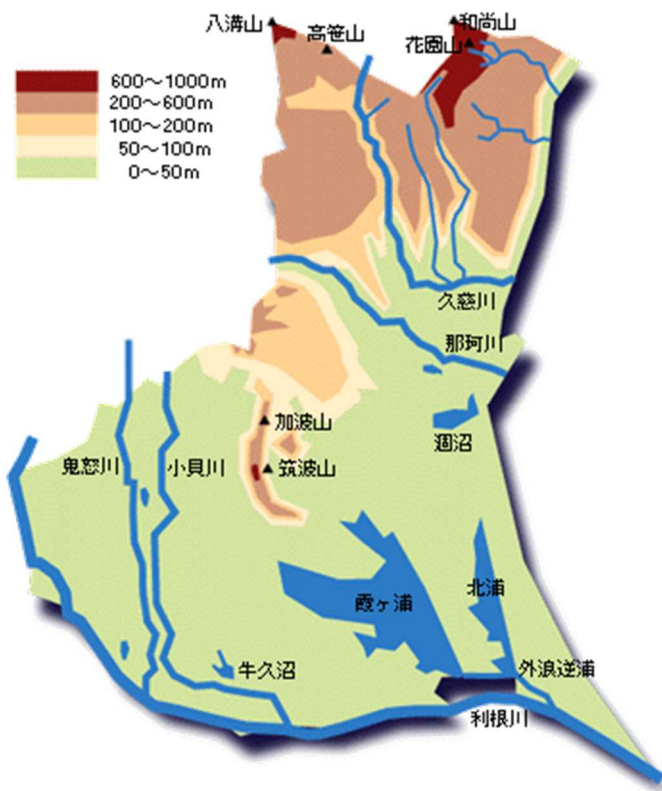 八溝山
高笹山
和尚山
花園山
600～1000m
200～600m
100～200m
50～100m
0～50m
久慈川
那珂川
加波山
涸沼
鬼怒川
小貝川
筑波山
霞ヶ浦
北浦
牛久沼
外浪逆浦
利根川